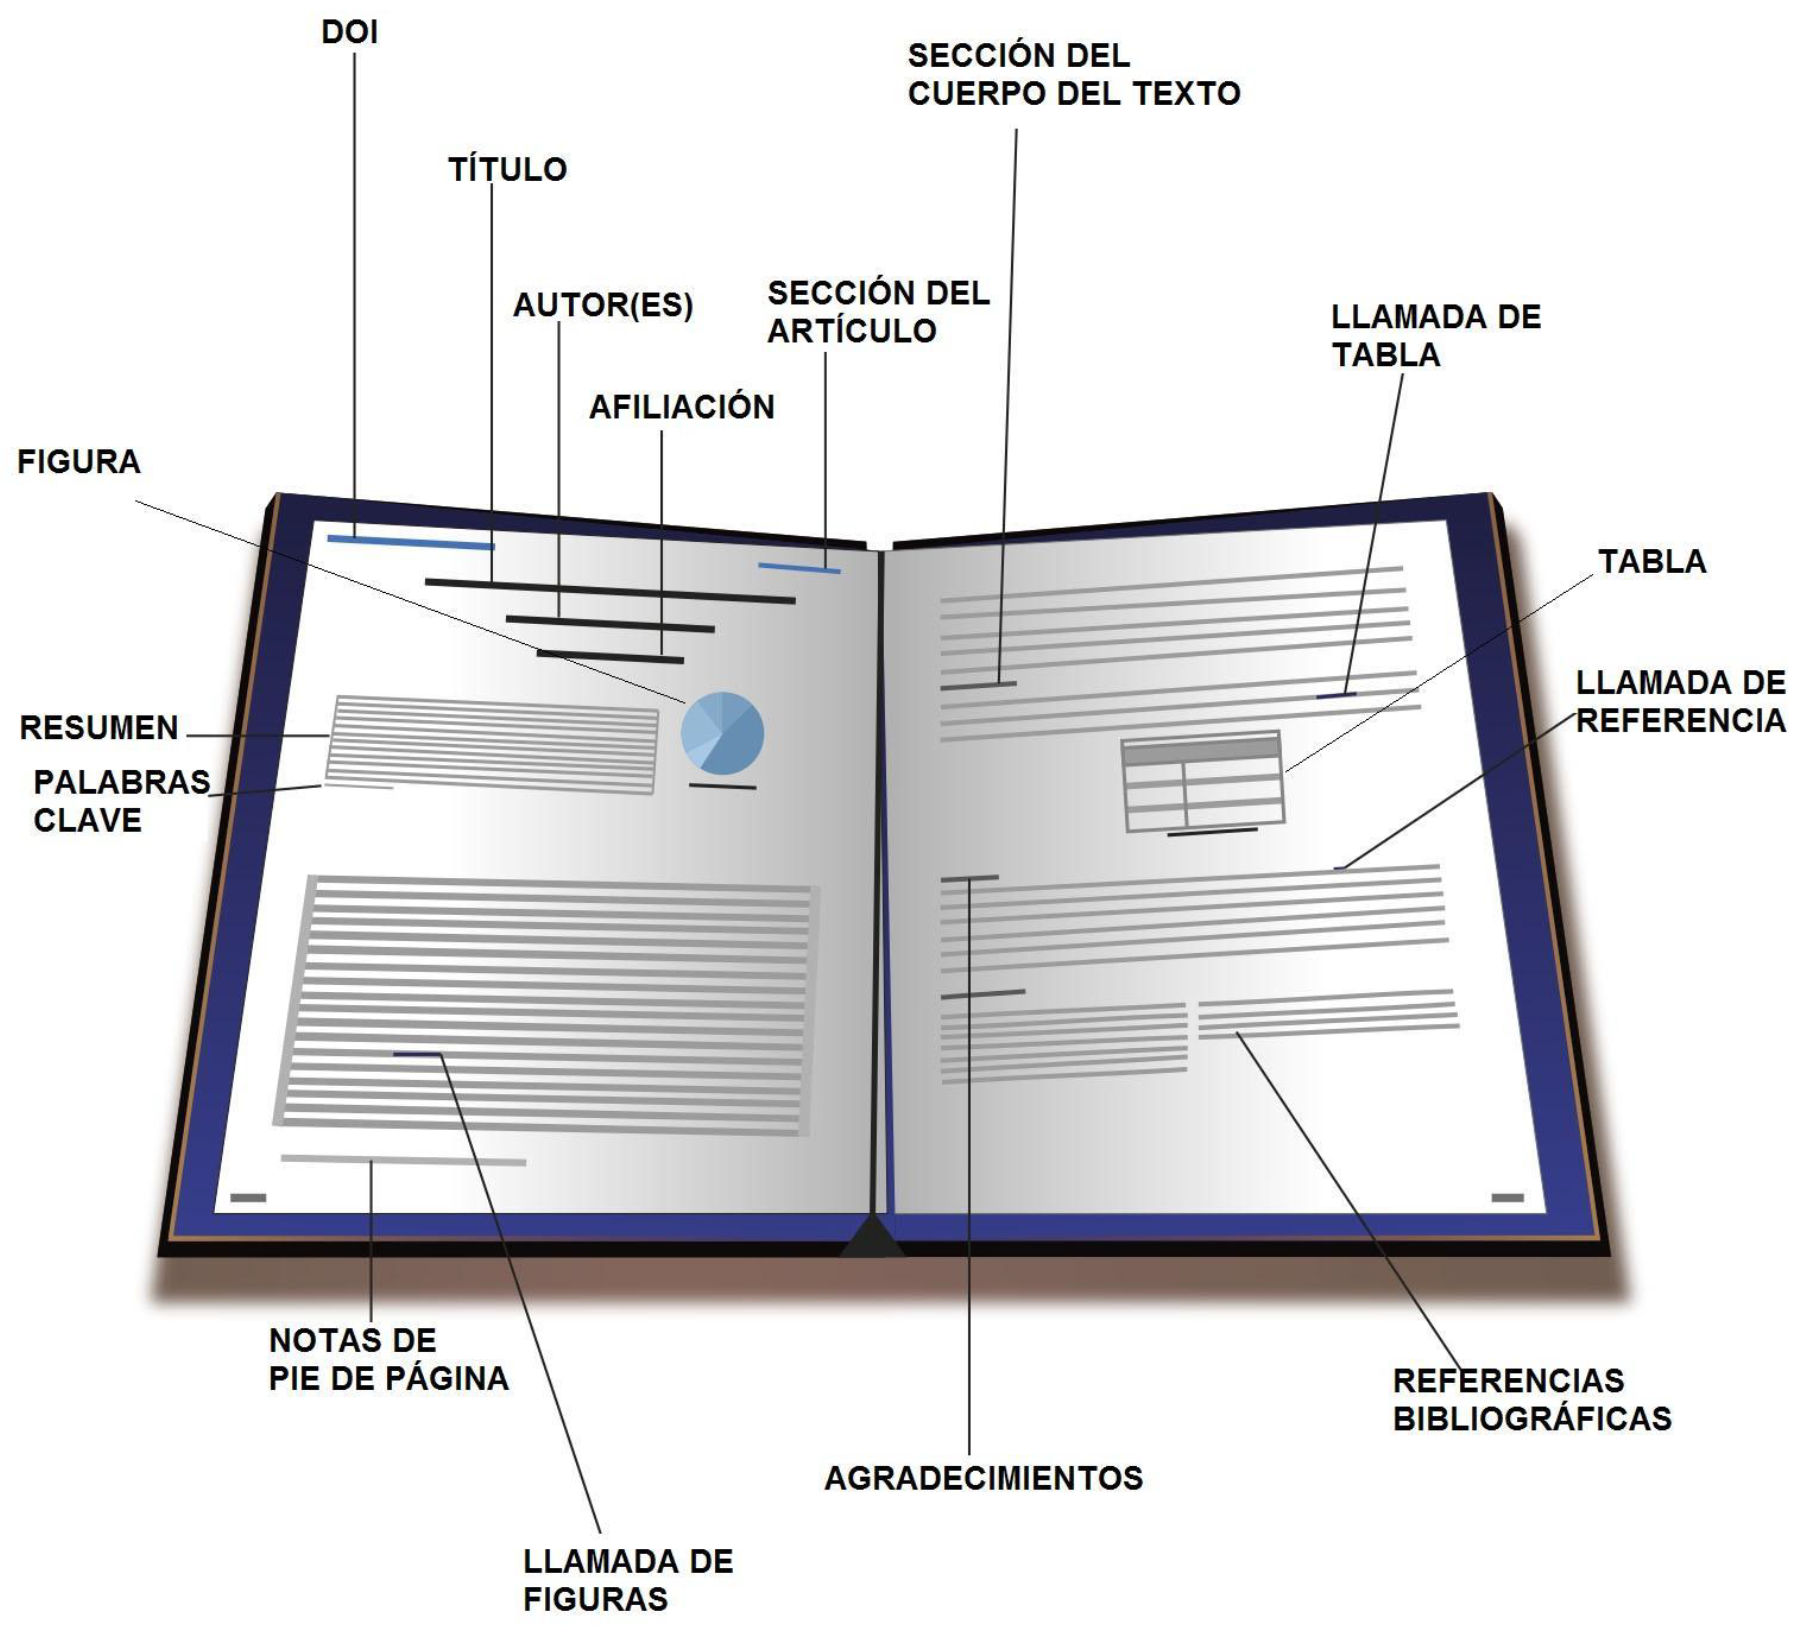 DOI
SECCIÓN DEL
CUERPO DEL TEXTO
TÍTULO
AUTOR(ES)
SECCIÓN DEL
ARTÍCULO
LLAMADA DE
TABLA
AFILIACIÓN
FIGURA
TABLA
LLAMADA DE
REFERENCIA
RESUMEN
PALABRAS
CLAVE
NOTAS DE
PIE DE PÁGINA
REFERENCIAS
BIBLIOGRÁFICAS
AGRADECIMIENTOS
LLAMADA DE
FIGURAS